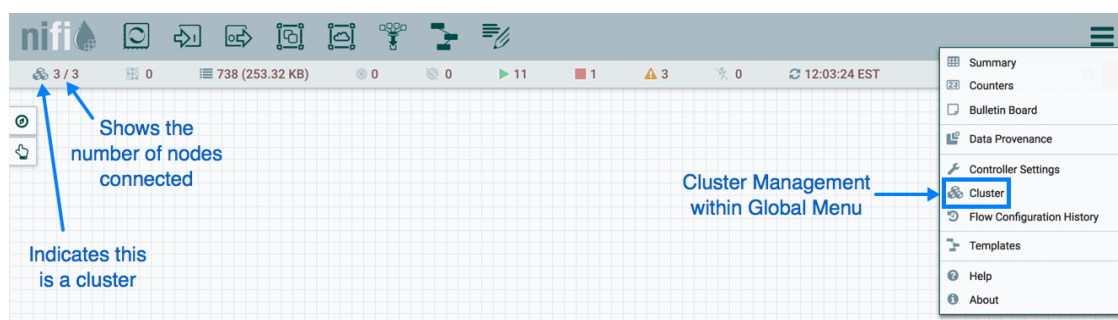 nifi
3 / 3 0 738 (253.32 KB) 0 0 11 1 3 0 12:03:24 EST
Summary
Counters
Bulletin Board
Data Provenance
Controller Settings
Cluster
Flow Configuration History
Templates
Help
About
Shows the
number of nodes
connected
Indicates this
is a cluster
Cluster Management
within Global Menu